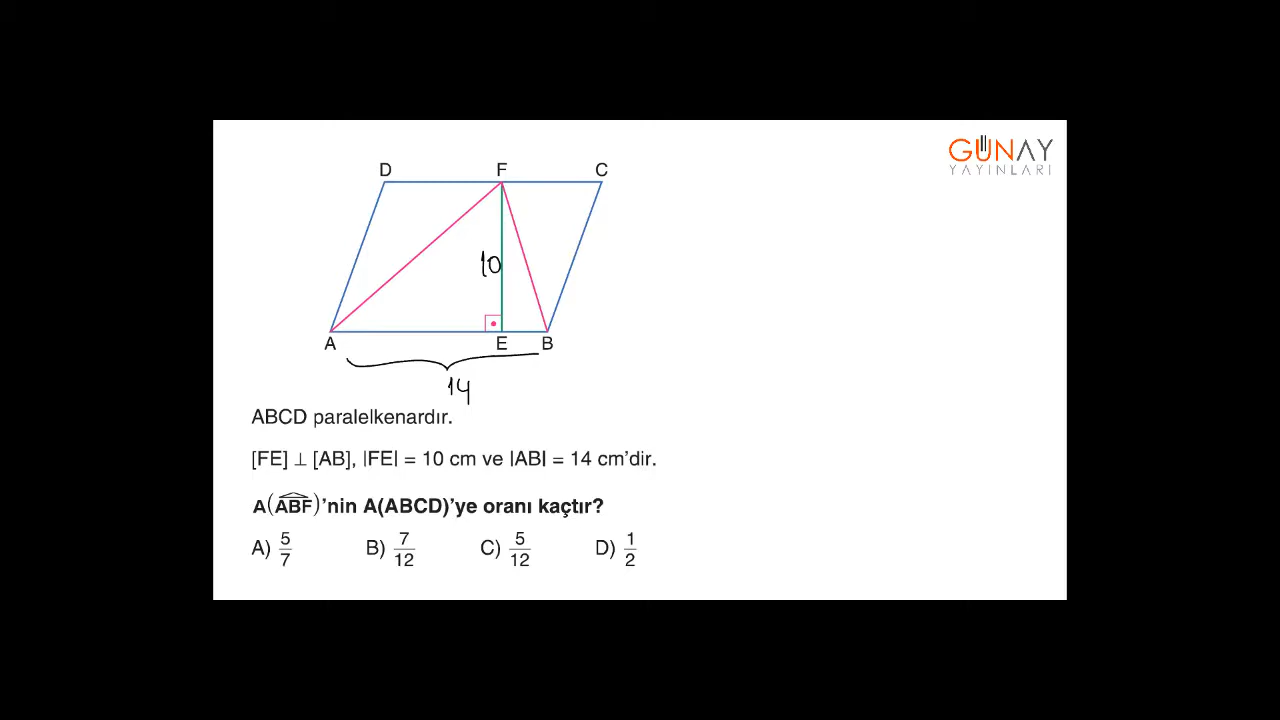 GÜNAY
YAYINLARI
D F C
10
A E B
14
ABCD paralelkenardır.
[FE] ⊥ [AB], |FE| = 10 cm ve |AB| = 14 cm'dir.
A(ABF)'nin A(ABCD)'ye oranı kaçtır?
A) 5/7 B) 7/12 C) 5/12 D) 1/2